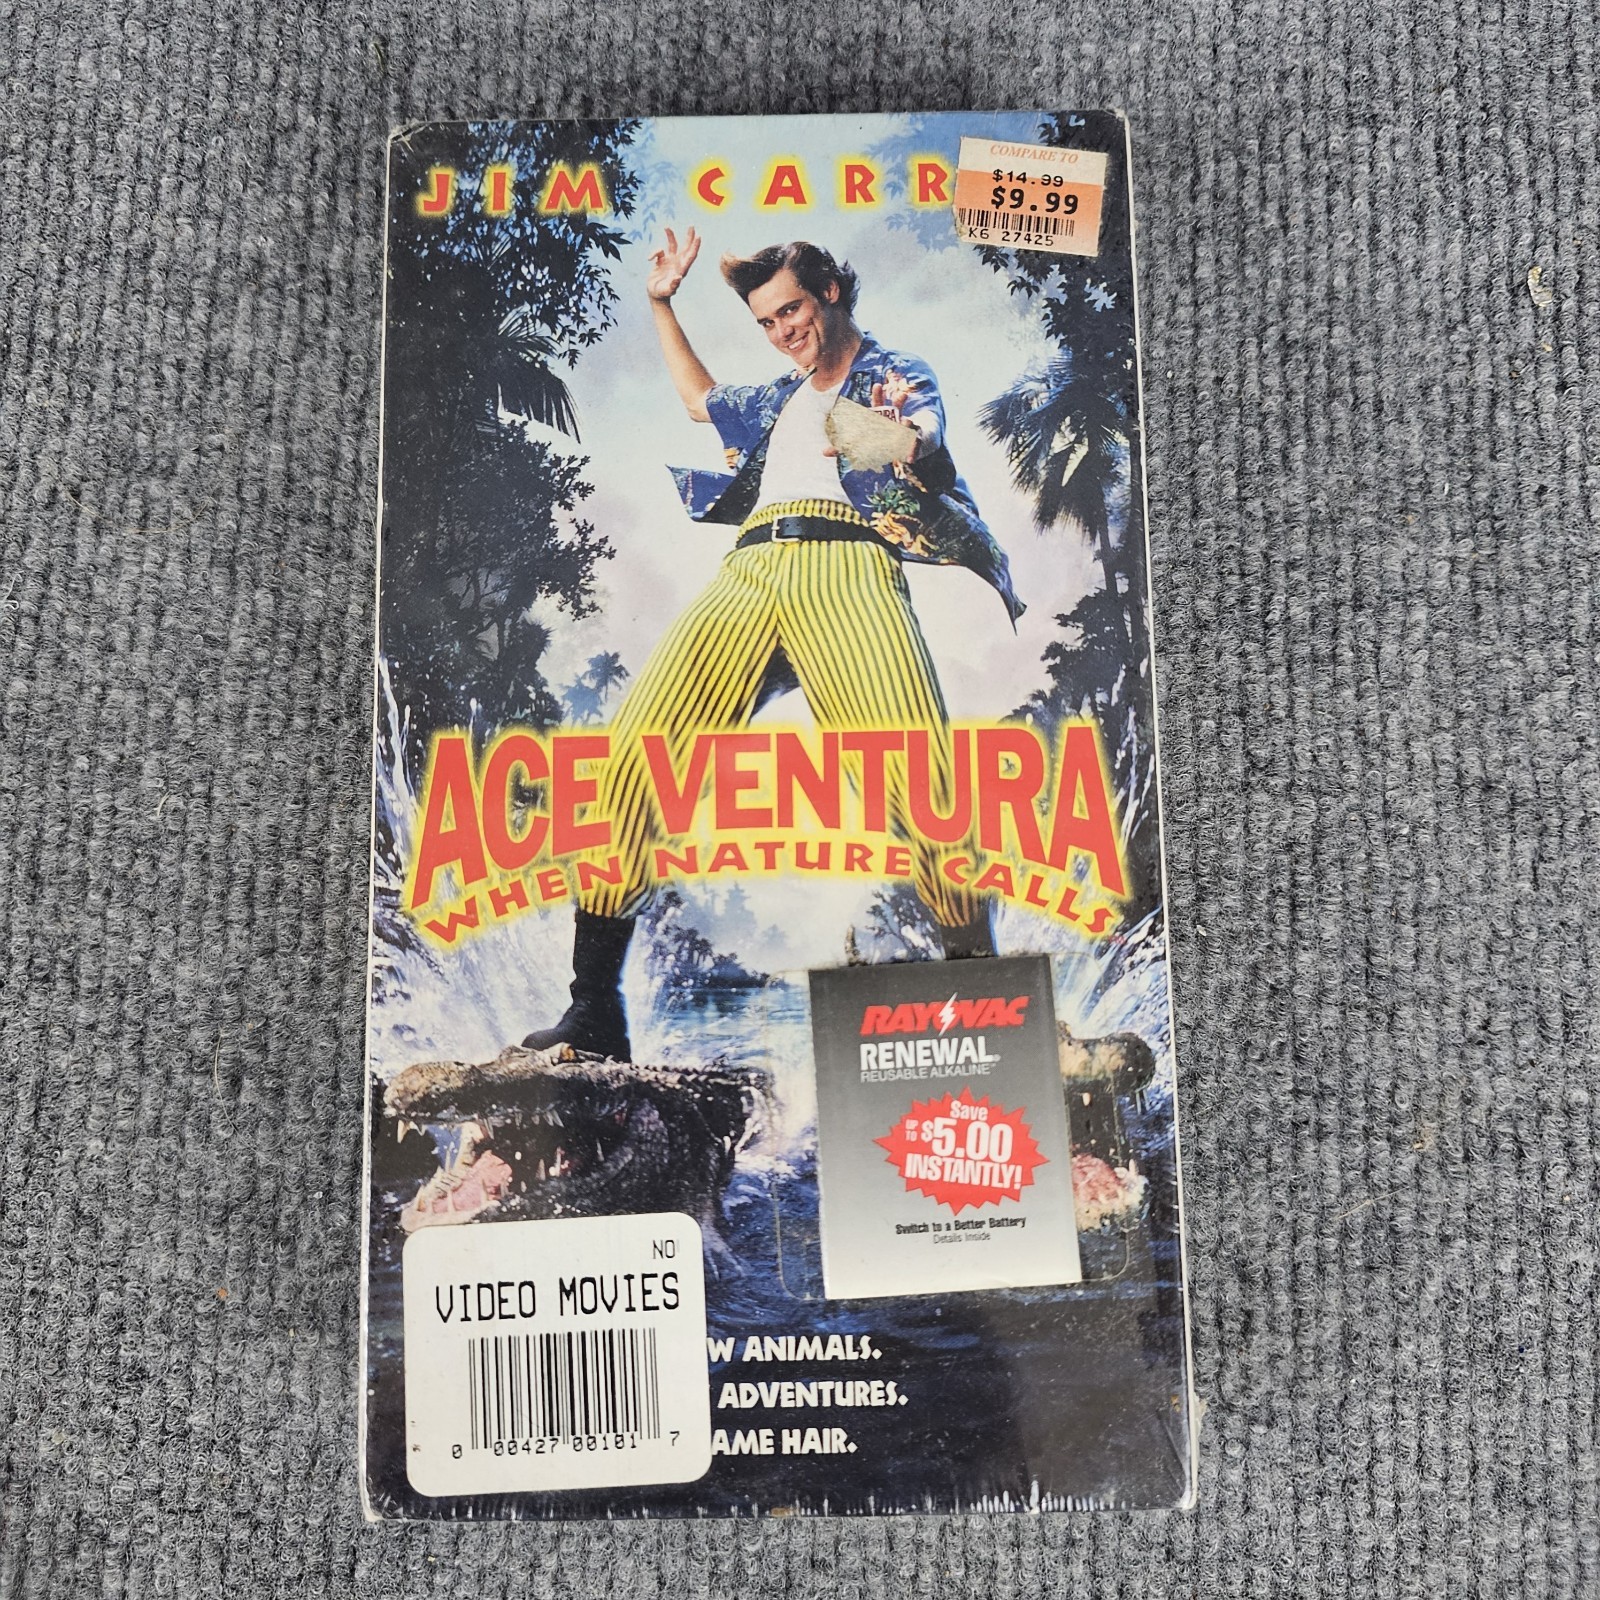 JIM CARR
COMPARE TO
$14.99
$9.99
K6 27425
ACE VENTURA
WHEN NATURE CALLS
RAYOVAC
RENEWAL®
REUSABLE ALKALINE™
Save
UP TO $5.00
INSTANTLY!
Switch to a Better Battery
Details Inside
NO
VIDEO MOVIES
0 00427 00101 7
W ANIMALS.
ADVENTURES.
AME HAIR.